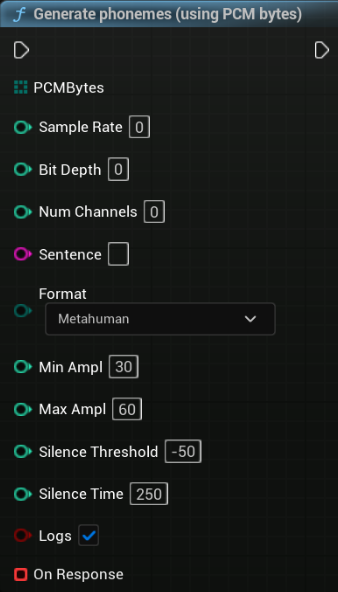 Generate phonemes (using PCM bytes)
PCMBytes
Sample Rate 0
Bit Depth 0
Num Channels 0
Sentence
Format
Metahuman
Min Ampl 30
Max Ampl 60
Silence Threshold -50
Silence Time 250
Logs
On Response